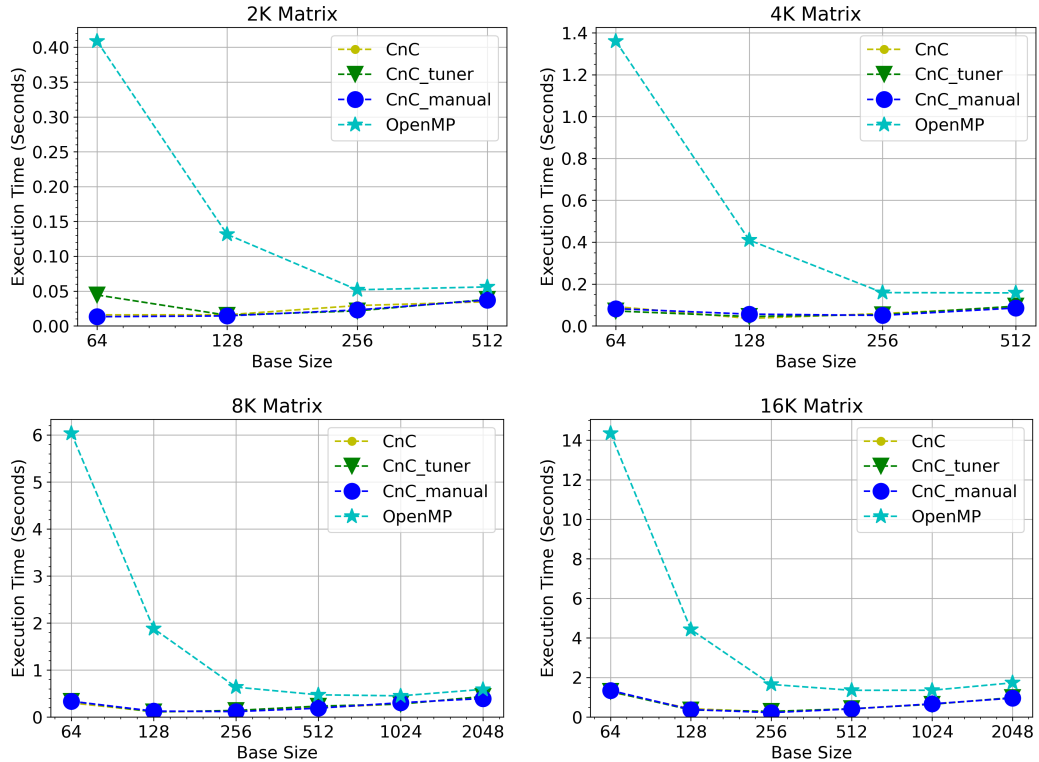 2K Matrix
Execution Time (Seconds)
0.40
0.35
0.30
0.25
0.20
0.15
0.10
0.05
0.00
64
128
256
512
Base Size
CnC
CnC_tuner
CnC_manual
OpenMP
4K Matrix
Execution Time (Seconds)
1.4
1.2
1.0
0.8
0.6
0.4
0.2
0.0
64
128
256
512
Base Size
CnC
CnC_tuner
CnC_manual
OpenMP
8K Matrix
Execution Time (Seconds)
6
5
4
3
2
1
0
64
128
256
512
1024
2048
Base Size
CnC
CnC_tuner
CnC_manual
OpenMP
16K Matrix
Execution Time (Seconds)
14
12
10
8
6
4
2
0
64
128
256
512
1024
2048
Base Size
CnC
CnC_tuner
CnC_manual
OpenMP